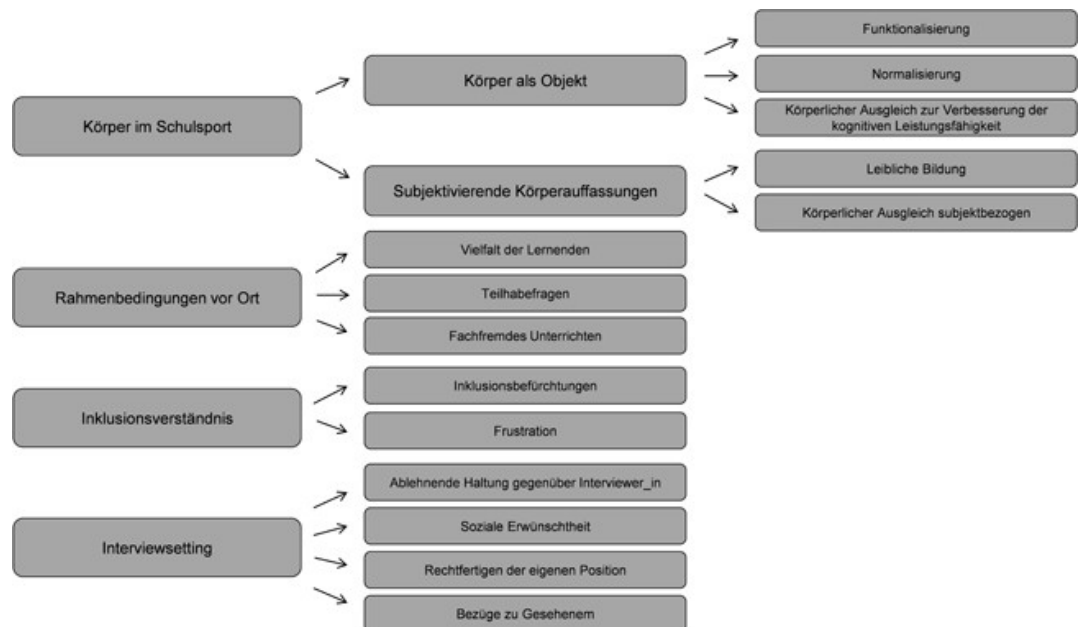 Körper im Schulsport
Körper als Objekt
Funktionalisierung
Normalisierung
Körperlicher Ausgleich zur Verbesserung der
kognitiven Leistungsfähigkeit
Subjektivierende Körperauffassungen
Leibliche Bildung
Körperlicher Ausgleich subjektbezogen
Rahmenbedingungen vor Ort
Vielfalt der Lernenden
Teilhabefragen
Fachfremdes Unterrichten
Inklusionsverständnis
Inklusionsbefürchtungen
Frustration
Interviewsetting
Ablehnende Haltung gegenüber Interviewer_in
Soziale Erwünschtheit
Rechtfertigen der eigenen Position
Bezüge zu Gesehenem